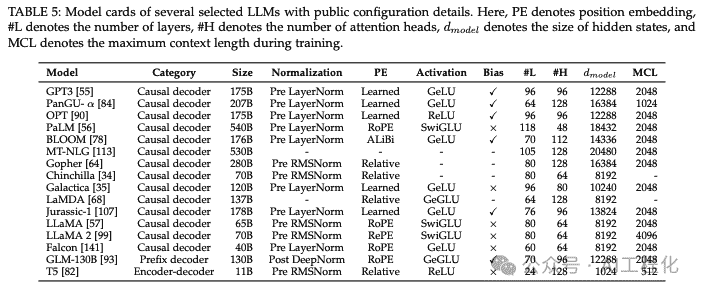 TABLE 5: Model cards of several selected LLMs with public configuration details. Here, PE denotes position embedding,
#L denotes the number of layers, #H denotes the number of attention heads, d_model denotes the size of hidden states, and
MCL denotes the maximum context length during training.
Model Category Size Normalization PE Activation Bias #L #H d_model MCL
GPT3 [55] Causal decoder 175B Pre LayerNorm Learned GeLU ✓ 96 96 12288 2048
PanGU- α [84] Causal decoder 207B Pre LayerNorm Learned GeLU ✓ 64 128 16384 1024
OPT [90] Causal decoder 175B Pre LayerNorm Learned ReLU ✓ 96 96 12288 2048
PaLM [56] Causal decoder 540B Pre LayerNorm RoPE SwiGLU × 118 48 18432 2048
BLOOM [78] Causal decoder 176B Pre LayerNorm ALiBi GeLU ✓ 70 112 14336 2048
MT-NLG [113] Causal decoder 530B - - - - 105 128 20480 2048
Gopher [64] Causal decoder 280B Pre RMSNorm Relative - - 80 128 16384 2048
Chinchilla [34] Causal decoder 70B Pre RMSNorm Relative - - 80 64 8192 -
Galactica [35] Causal decoder 120B Pre LayerNorm Learned GeLU × 96 80 10240 2048
LaMDA [68] Causal decoder 137B - Relative GeGLU - 64 128 8192 -
Jurassic-1 [107] Causal decoder 178B Pre LayerNorm Learned GeLU ✓ 76 96 13824 2048
LLaMA [57] Causal decoder 65B Pre RMSNorm RoPE SwiGLU × 80 64 8192 2048
LLaMA 2 [99] Causal decoder 70B Pre RMSNorm RoPE SwiGLU × 80 64 8192 4096
Falcon [141] Causal decoder 40B Pre LayerNorm RoPE GeLU × 60 64 8192 2048
GLM-130B [93] Prefix decoder 130B Post DeepNorm RoPE GeGLU ✓ 70 96 12288 2048
T5 [82] Encoder-decoder 11B Pre RMSNorm Relative ReLU × 24 128 1024 512
公众号 · AI工程化